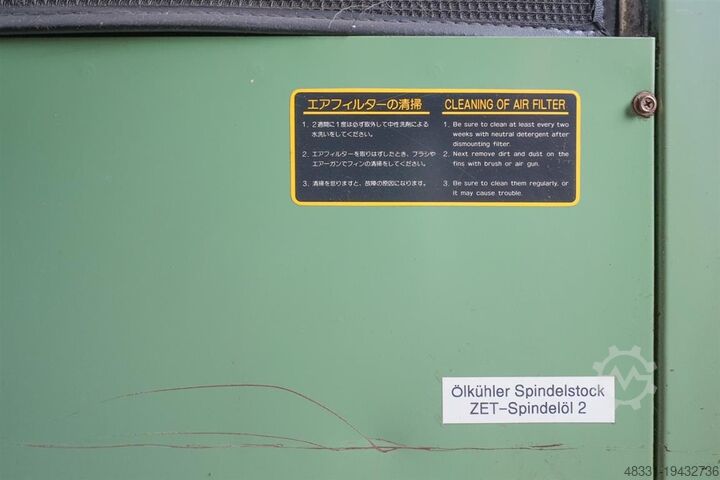 エアフィルターの清掃
1. 2週間に1度は必ず取外して中性洗剤による
水洗いをしてください。
2. エアフィルターを取りはずしたとき、ブラシや
エアーガンでフィンの清掃をしてください。
3. 清掃を怠りますと、故障の原因になります。
CLEANING OF AIR FILTER
1. Be sure to clean at least every two
weeks with neutral detergent after
dismounting filter.
2. Next remove dirt and dust on the
fins with brush or air gun.
3. Be sure to clean them regularly, or
it may cause trouble.
Ölkühler Spindelstock
ZET-Spindelöl 2
48331-19432736